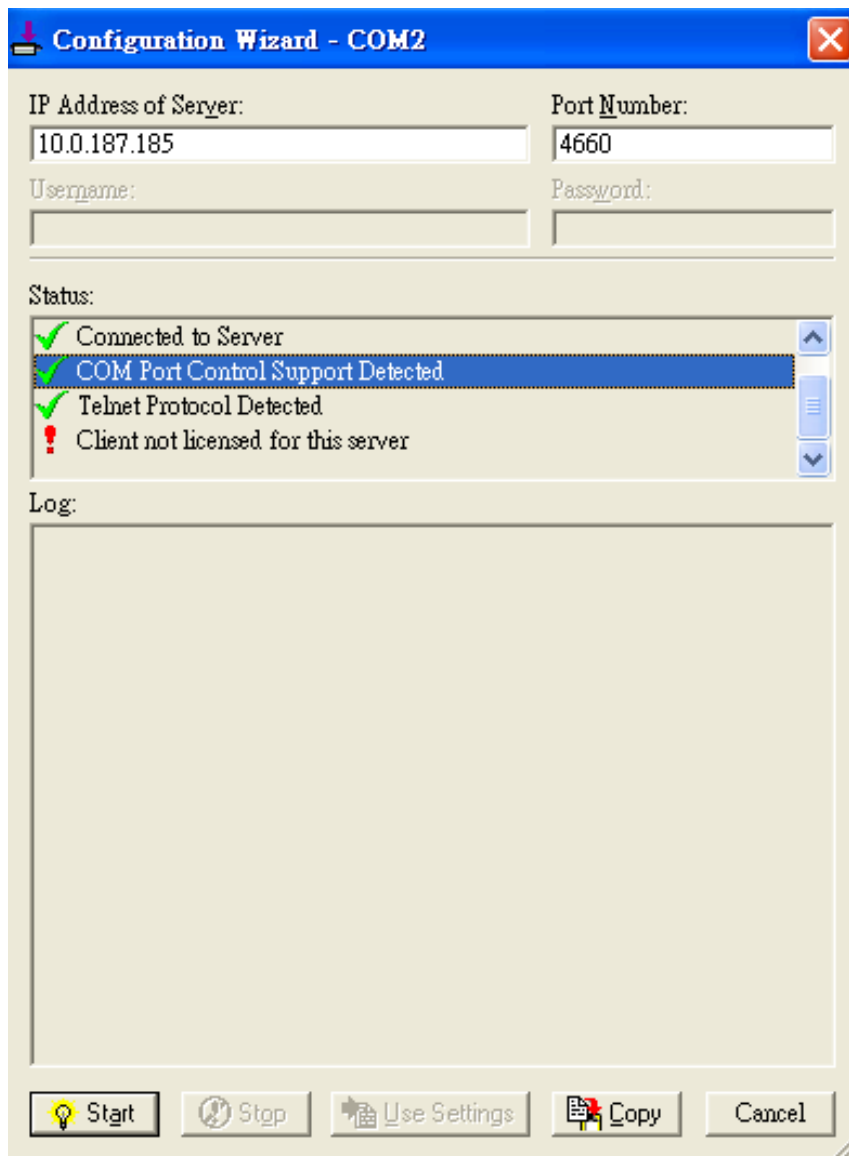 Configuration Wizard - COM2
IP Address of Server: Port Number:
10.0.187.185 4660
Username: Password:
Status:
Connected to Server
COM Port Control Support Detected
Telnet Protocol Detected
Client not licensed for this server
Log:
Start Stop Use Settings Copy Cancel